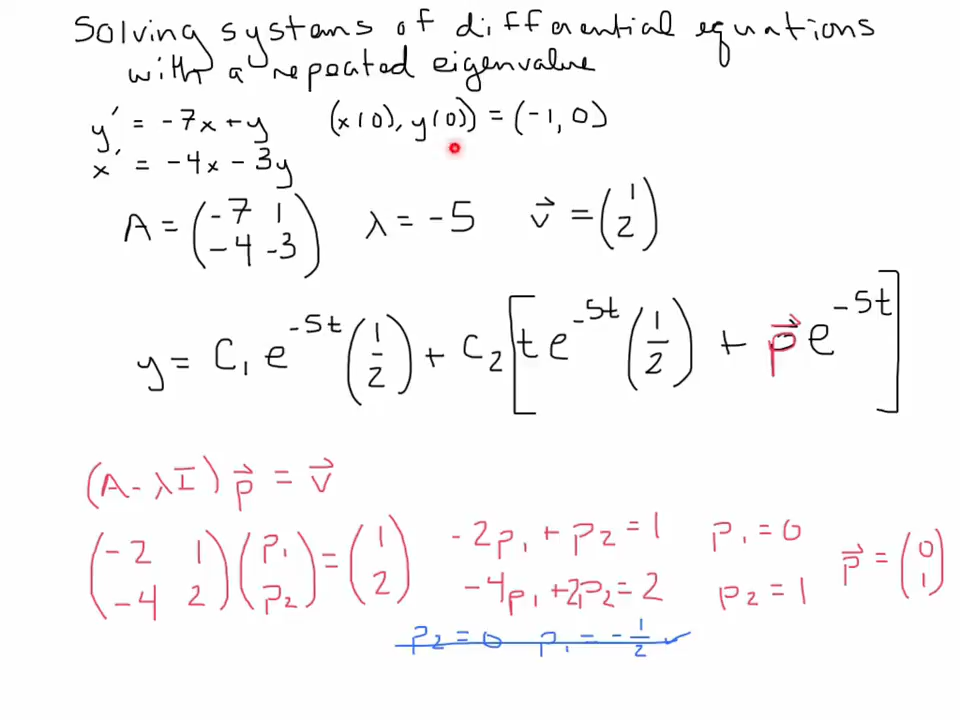 Solving systems of differential equations
with a repeated eigenvalue
y' = -7x + y (x(0), y(0)) = (-1, 0)
x' = -4x - 3y
A = (-7 1 -4 -3) λ = -5 v⃗ = (1 2)
y = C₁ e^(-5t) (1 2) + C₂ [t e^(-5t) (1 2) + p⃗ e^(-5t)]
(A - λI) p⃗ = v⃗
(-2 1 -4 2) (p₁ p₂) = (1 2)
-2p₁ + p₂ = 1 p₁ = 0
-4p₁ + 2p₂ = 2 p₂ = 1 p⃗ = (0 1)
p₂ = 0 p₁ = -1/2 ✓